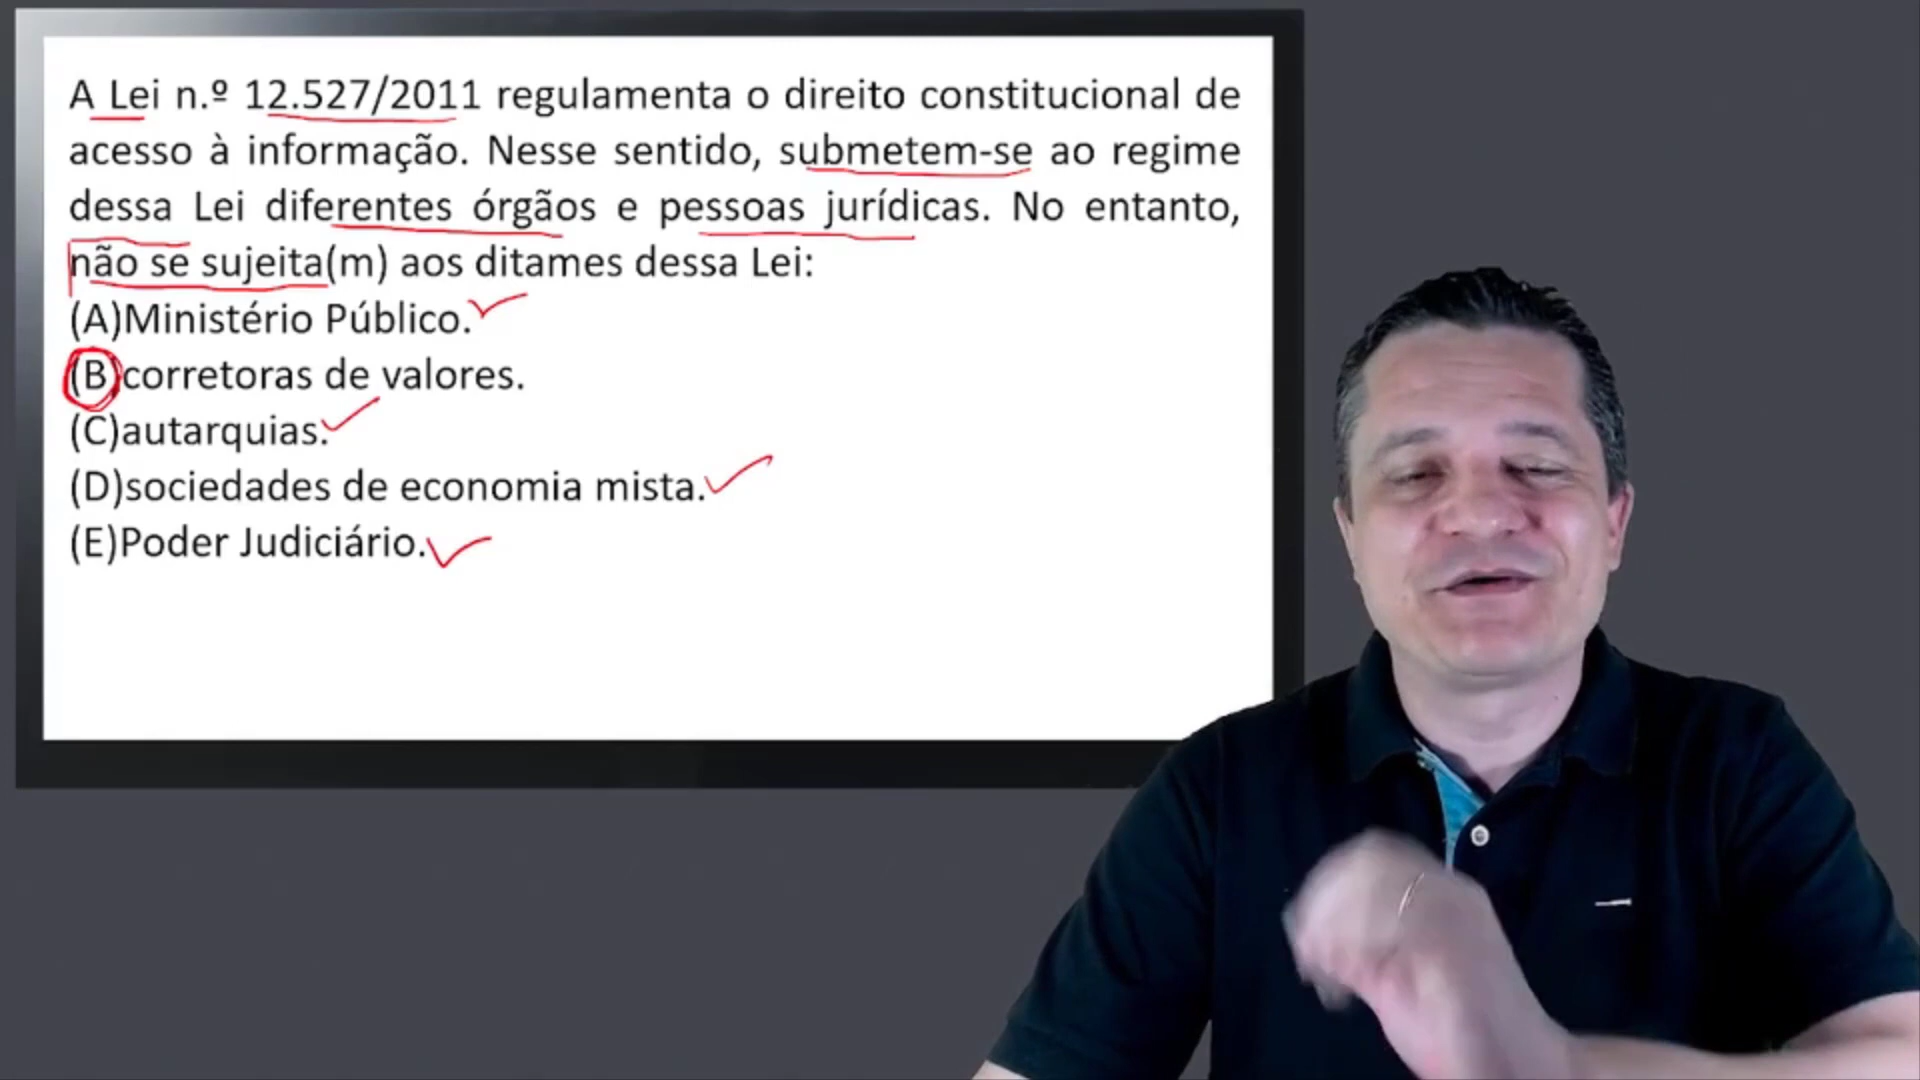 A Lei n.º 12.527/2011 regulamenta o direito constitucional de
acesso à informação. Nesse sentido, submetem-se ao regime
dessa Lei diferentes órgãos e pessoas jurídicas. No entanto,
não se sujeita(m) aos ditames dessa Lei:
(A)Ministério Público.
(B)corretoras de valores.
(C)autarquias.
(D)sociedades de economia mista.
(E)Poder Judiciário.